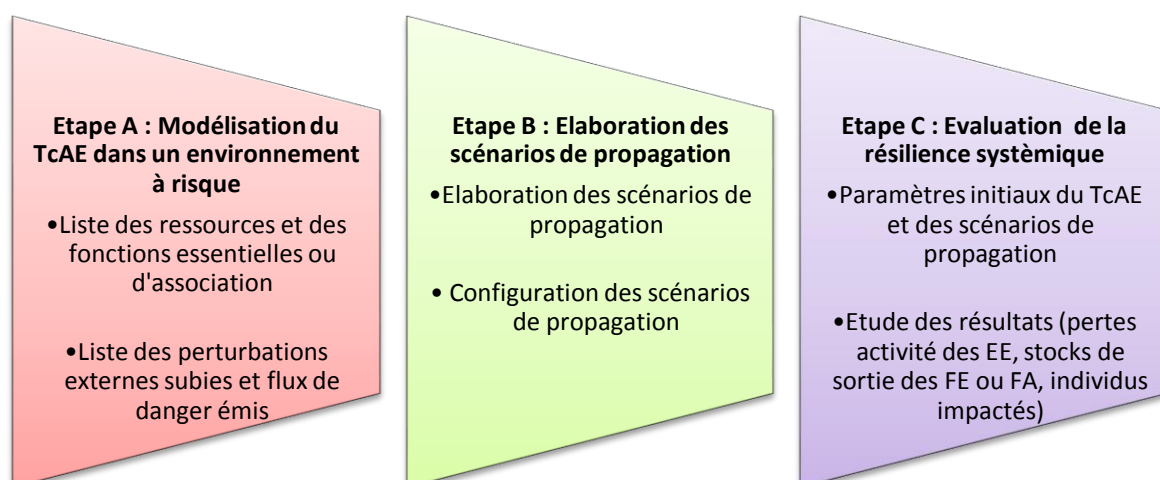 Etape A : Modélisation du
TcAE dans un environnement
à risque
•Liste des ressources et des
fonctions essentielles ou
d'association
•Liste des perturbations
externes subies et flux de
danger émis
Etape B : Elaboration des
scénarios de propagation
•Elaboration des scénarios de
propagation
• Configuration des scénarios
de propagation
Etape C : Evaluation de la
résilience systèmique
•Paramètres initiaux du TcAE
et des scénarios de
propagation
•Etude des résultats (pertes
activité des EE, stocks de
sortie des FE ou FA, individus
impactés)